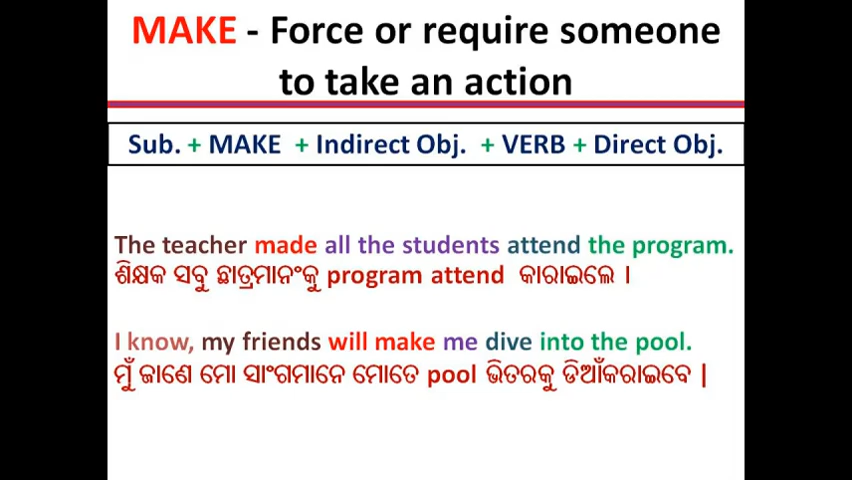 MAKE - Force or require someone
to take an action
Sub. + MAKE + Indirect Obj. + VERB + Direct Obj.
The teacher made all the students attend the program.
ଶିକ୍ଷକ ସବୁ ଛାତ୍ରମାନଂକୁ program attend କାରାଇଲେ ।
I know, my friends will make me dive into the pool.
ମୁଁ ଜାଣେ ମୋ ସାଂଗମାନେ ମୋତେ pool ଭିତରକୁ ଡିଆଁକରାଇବେ |